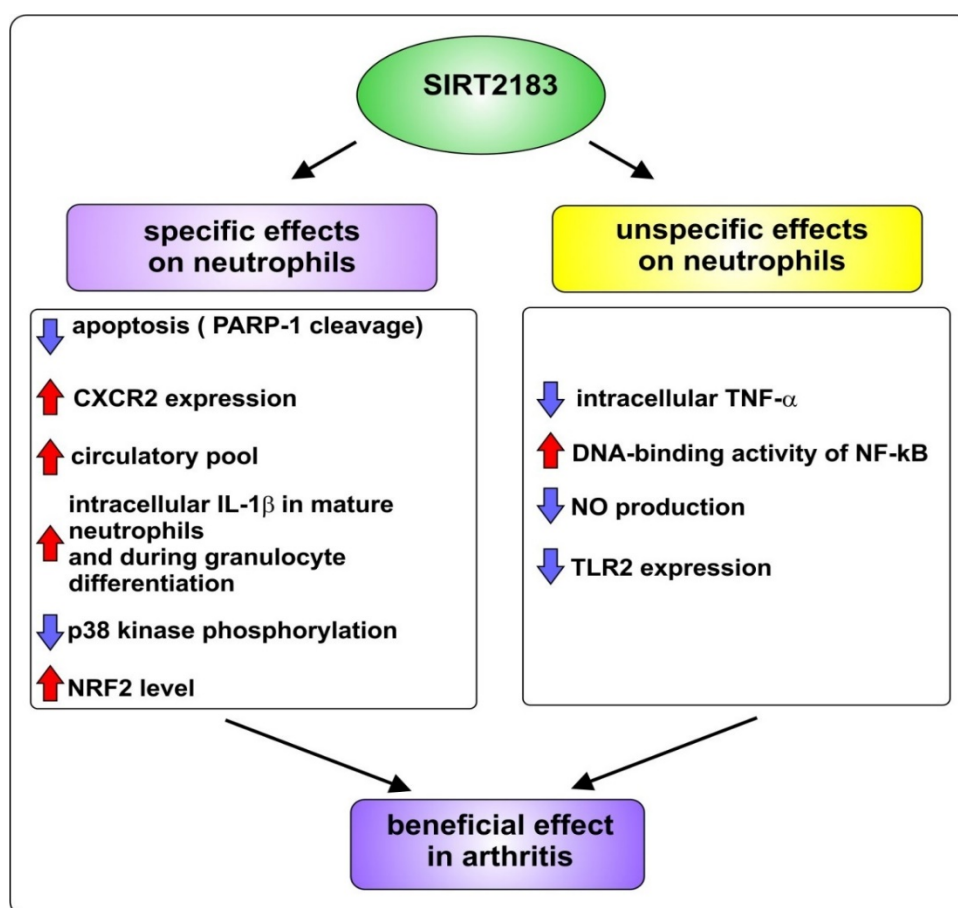 SIRT2183
specific effects
on neutrophils
unspecific effects
on neutrophils
apoptosis ( PARP-1 cleavage)
CXCR2 expression
circulatory pool
intracellular IL-1β in mature
neutrophils
and during granulocyte
differentiation
p38 kinase phosphorylation
NRF2 level
intracellular TNF-α
DNA-binding activity of NF-kB
NO production
TLR2 expression
beneficial effect
in arthritis